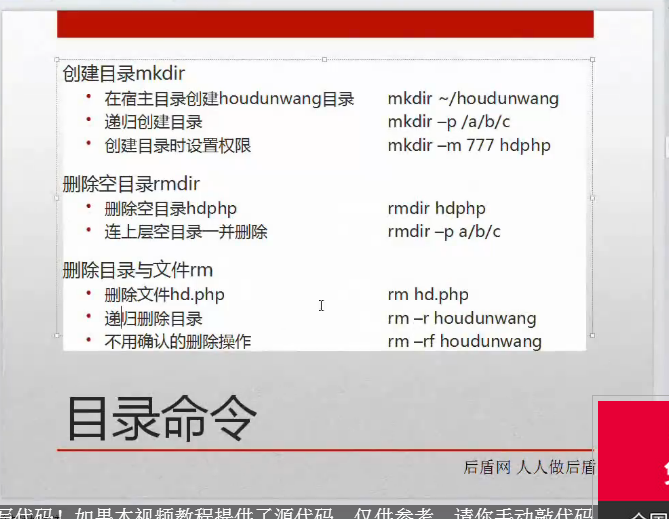 创建目录mkdir
• 在宿主目录创建houdunwang目录 mkdir ~/houdunwang
• 递归创建目录 mkdir –p /a/b/c
• 创建目录时设置权限 mkdir –m 777 hdphp
删除空目录rmdir
• 删除空目录hdphp rmdir hdphp
• 连上层空目录一并删除 rmdir –p a/b/c
删除目录与文件rm
• 删除文件hd.php rm hd.php
• 递归删除目录 rm –r houdunwang
• 不用确认的删除操作 rm –rf houdunwang
目录命令
后盾网 人人做后盾
写代码！如果本视频教程提供了源代码，仅供参考，请你手动敲代码